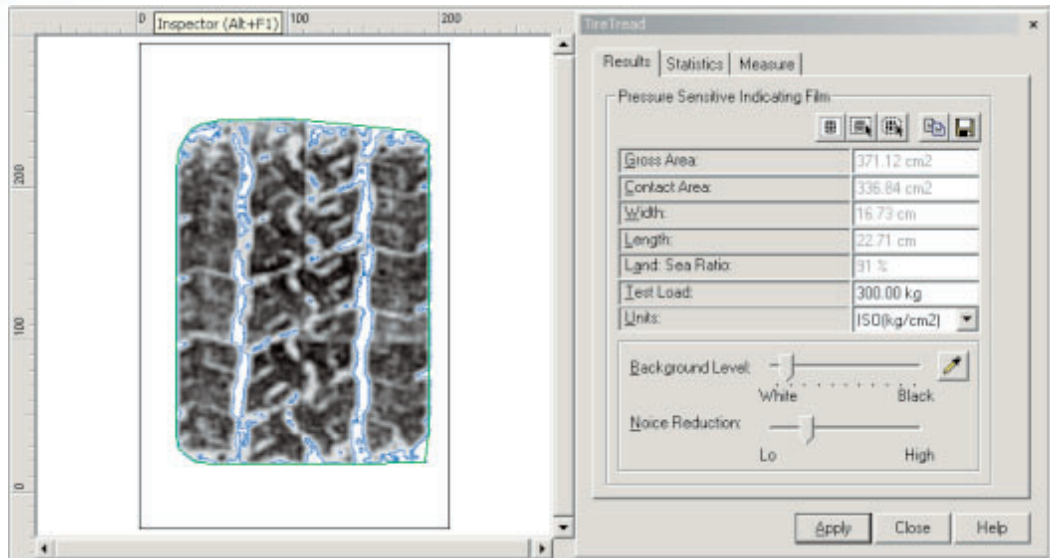 0 100 200
Inspector (Alt+F1)
200
100
0
TireTread ×
Results Statistics Measure
Pressure Sensitive Indicating Film
Gross Area: 371.12 cm2
Contact Area: 336.84 cm2
Width: 16.73 cm
Length: 22.71 cm
Land: Sea Ratio: 91 %
Test Load: 300.00 kg
Units: ISO(kg/cm2)
Background Level:
White Black
Noice Reduction:
Lo High
Apply Close Help